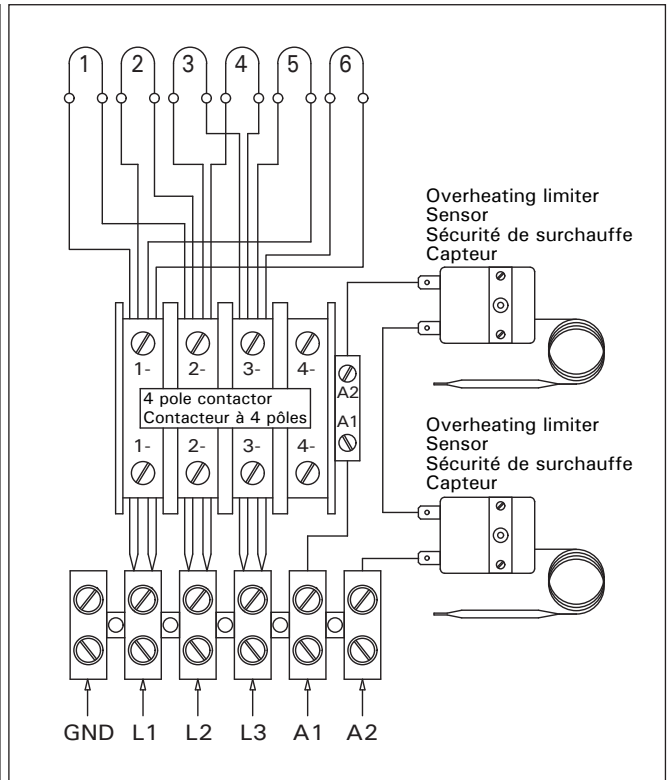 1 2 3 4 5 6
Overheating limiter
Sensor
Sécurité de surchauffe
Capteur
1- 2- 3- 4-
A2
4 pole contactor
Contacteur à 4 pôles
A1
1- 2- 3- 4-
Overheating limiter
Sensor
Sécurité de surchauffe
Capteur
GND L1 L2 L3 A1 A2